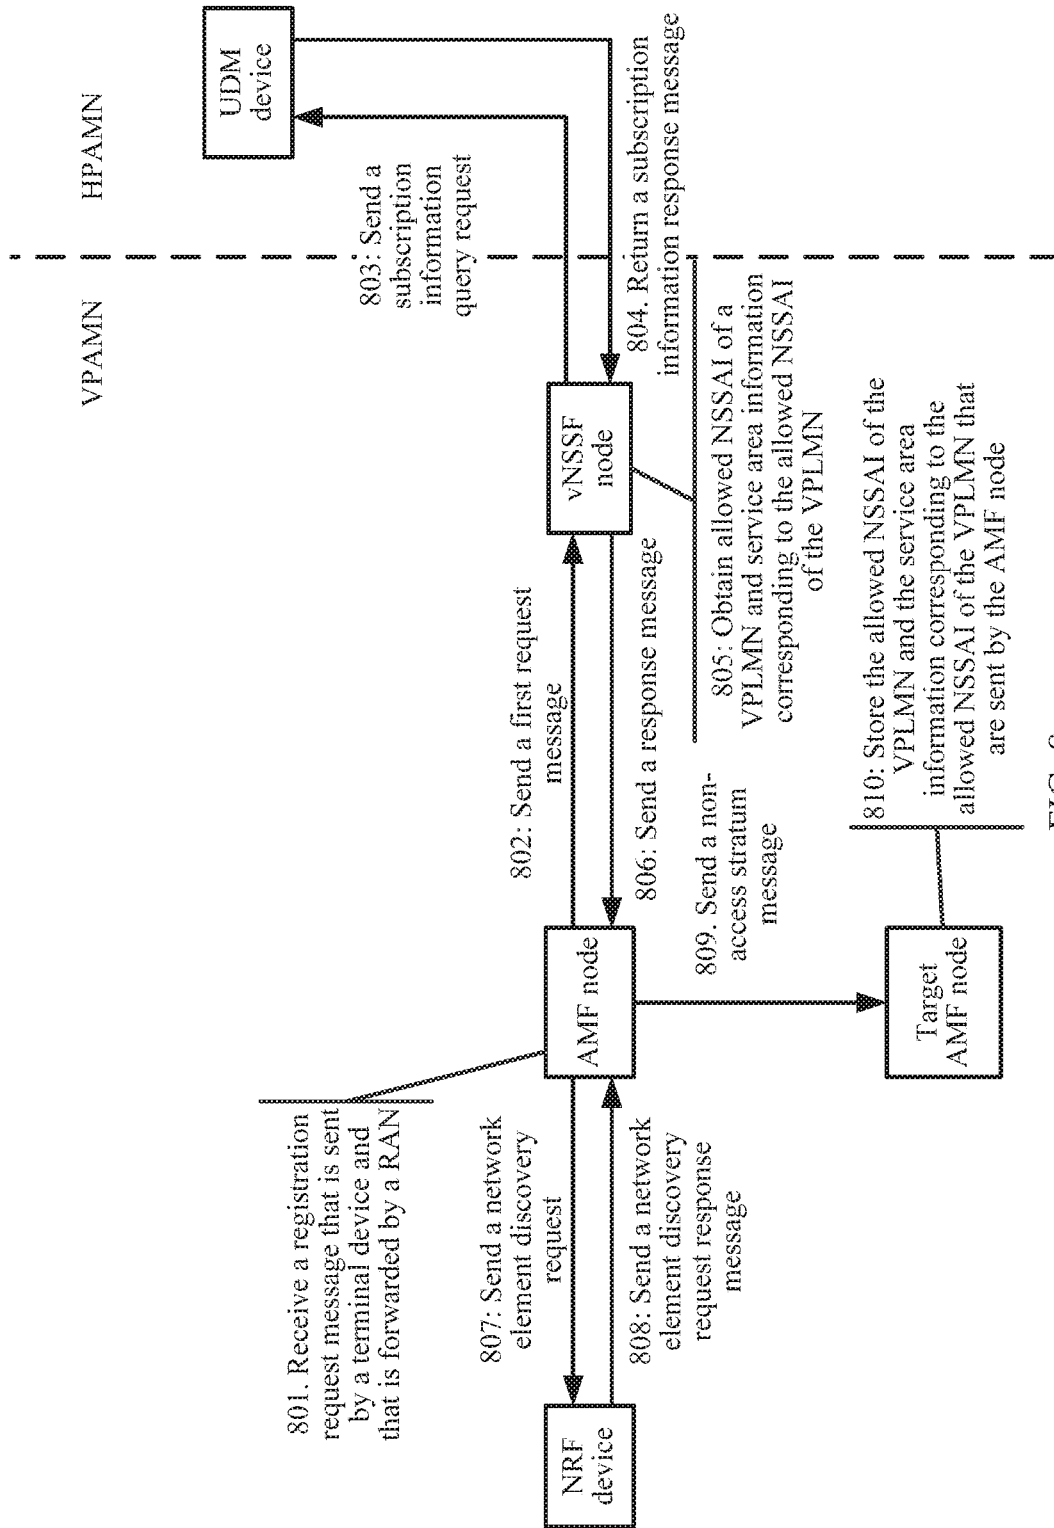 VPAMN
HPAMN
UDM
device
803: Send a
subscription
information
query request
804. Return a subscription
information response message
801. Receive a registration
request message that is sent
by a terminal device and
that is forwarded by a RAN
802: Send a first request
message
vNSSF
node
807: Send a network
element discovery
request
NRF
device
AMF node
806: Send a response message
808: Send a network
element discovery
request response
message
809. Send a non-
access stratum
message
805: Obtain allowed NSSAI of a
VPLMN and service area information
corresponding to the allowed NSSAI
of the VPLMN
Target
AMF node
810: Store the allowed NSSAI of the
VPLMN and the service area
information corresponding to the
allowed NSSAI of the VPLMN that
are sent by the AMF node
FIG.